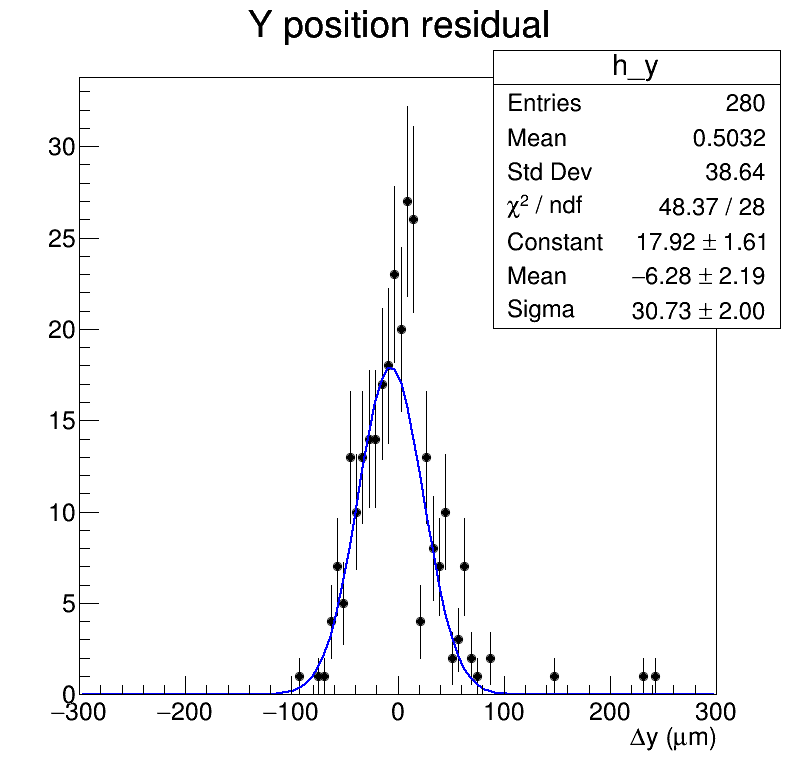 Y position residual
h_y
Entries 280
Mean 0.5032
Std Dev 38.64
χ² / ndf 48.37 / 28
Constant 17.92 ± 1.61
Mean −6.28 ± 2.19
Sigma 30.73 ± 2.00
30
25
20
15
10
5
0
−300 −200 −100 0 100 200 300
Δy (μm)